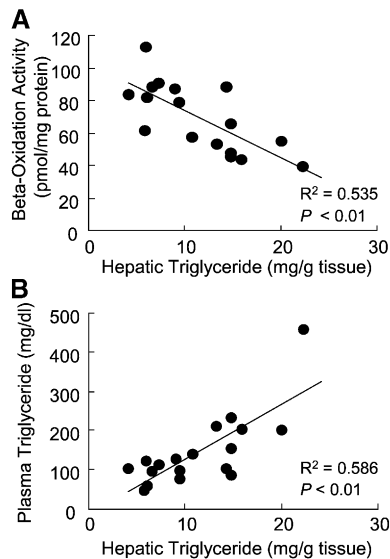 A
Beta-Oxidation Activity
(pmol/mg protein)
120
100
80
60
40
20
0
R² = 0.535
P < 0.01
0 10 20 30
Hepatic Triglyceride (mg/g tissue)
B
Plasma Triglyceride (mg/dl)
500
400
300
200
100
0
R² = 0.586
P < 0.01
0 10 20 30
Hepatic Triglyceride (mg/g tissue)